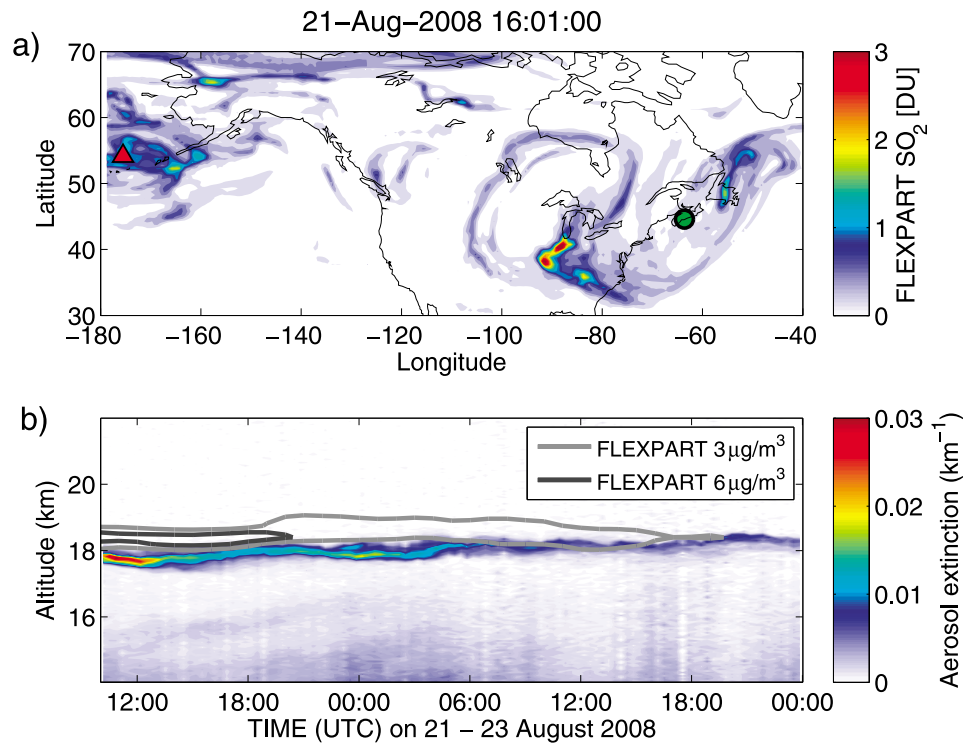 21−Aug−2008 16:01:00
a)
70
60
50
40
30
Latitude
−180 −160 −140 −120 −100 −80 −60 −40
Longitude
3
2
1
0
FLEXPART SO2 [DU]
b)
20
18
16
Altitude (km)
FLEXPART 3μg/m3
FLEXPART 6μg/m3
12:00 18:00 00:00 06:00 12:00 18:00 00:00
TIME (UTC) on 21 − 23 August 2008
0.03
0.02
0.01
0
Aerosol extinction (km−1)